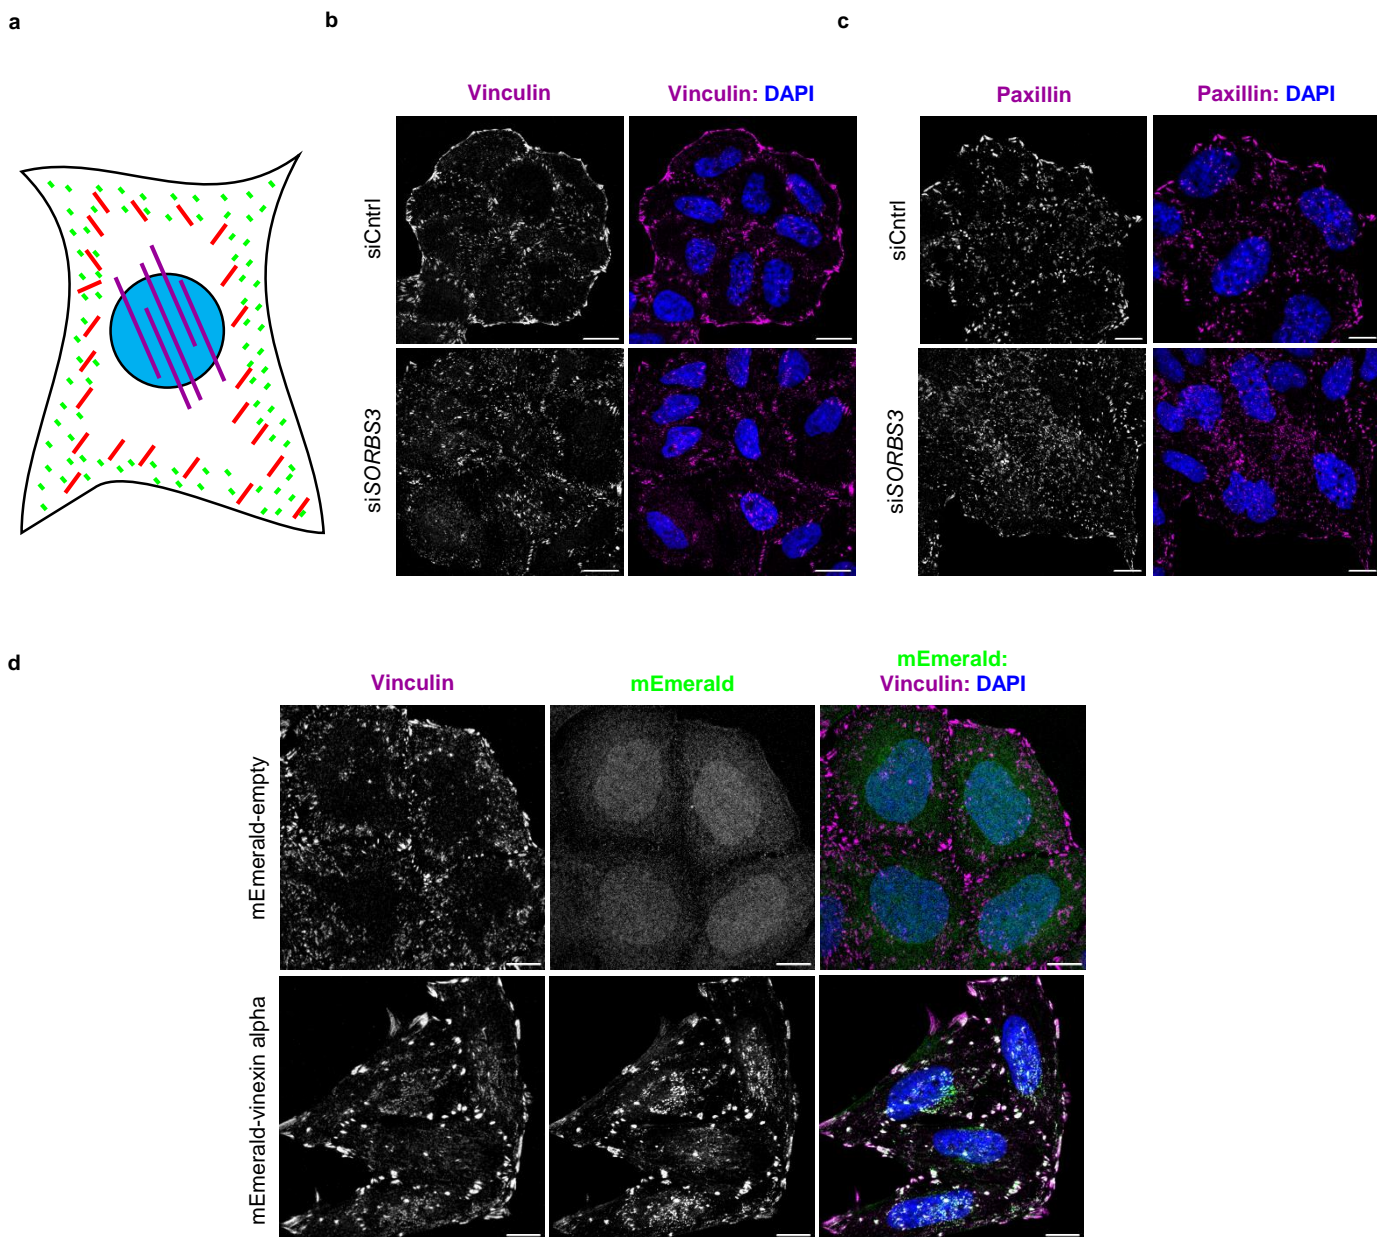 a
b
c
Vinculin
Vinculin: DAPI
Paxillin
Paxillin: DAPI
siCntrl
siSORBS3
siCntrl
siSORBS3
d
Vinculin
mEmerald
mEmerald:
Vinculin: DAPI
mEmerald-empty
mEmerald-vinexin alpha